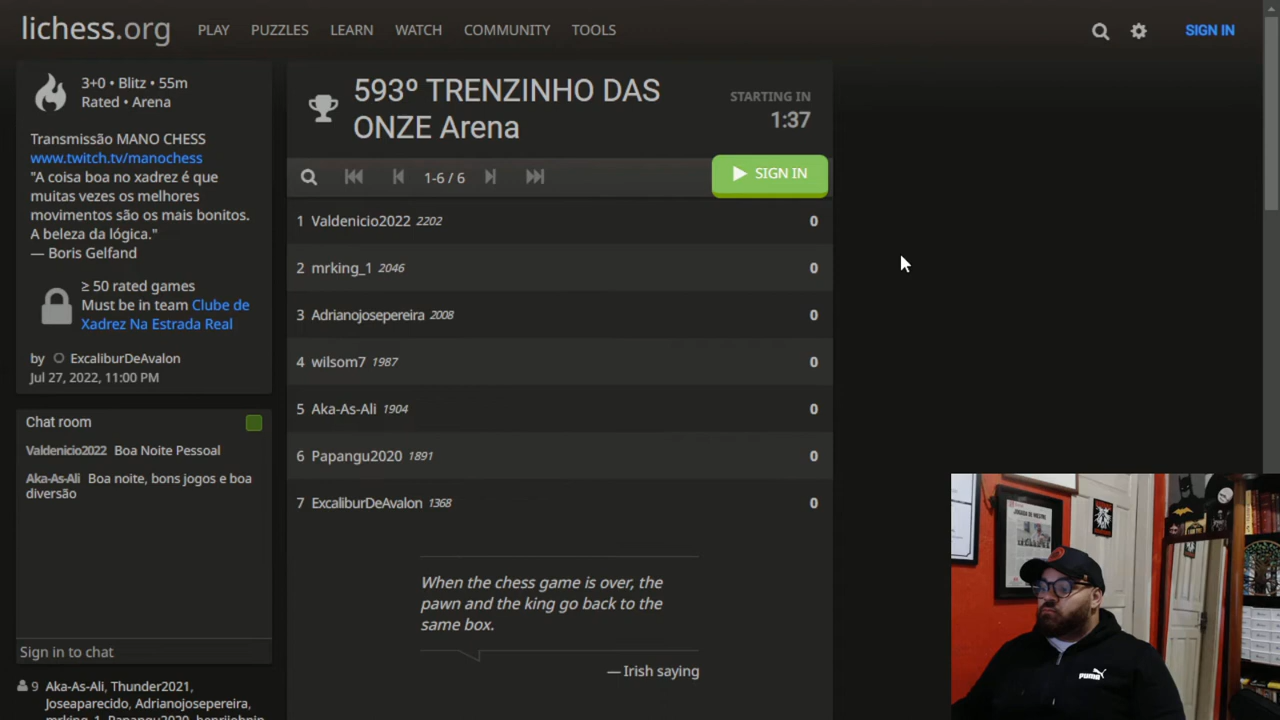 lichess.org PLAY PUZZLES LEARN WATCH COMMUNITY TOOLS SIGN IN
3+0 • Blitz • 55m
Rated • Arena
Transmissão MANO CHESS
www.twitch.tv/manochess
"A coisa boa no xadrez é que
muitas vezes os melhores
movimentos são os mais bonitos.
A beleza da lógica."
— Boris Gelfand
≥ 50 rated games
Must be in team Clube de
Xadrez Na Estrada Real
by ExcaliburDeAvalon
Jul 27, 2022, 11:00 PM
Chat room
Valdenicio2022 Boa Noite Pessoal
Aka-As-Ali Boa noite, bons jogos e boa
diversão
Sign in to chat
9 Aka-As-Ali, Thunder2021,
Joseaparecido, Adrianojosepereira,
593º TRENZINHO DAS
ONZE Arena
STARTING IN
1:37
1-6 / 6
SIGN IN
1 Valdenicio2022 2202 0
2 mrking_1 2046 0
3 Adrianojosepereira 2008 0
4 wilsom7 1987 0
5 Aka-As-Ali 1904 0
6 Papangu2020 1891 0
7 ExcaliburDeAvalon 1368 0
When the chess game is over, the
pawn and the king go back to the
same box.
— Irish saying
PUMA